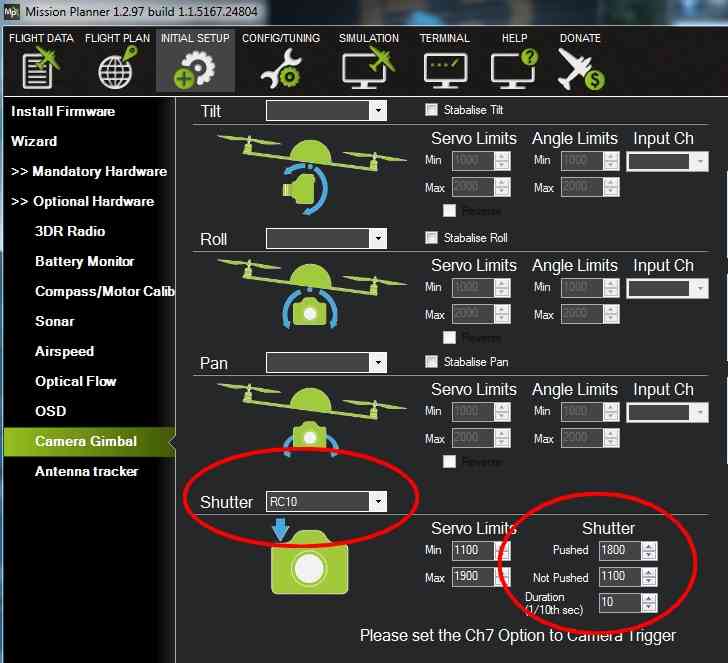 Mission Planner 1.2.97 build 1.1.5167.24804
FLIGHT DATA FLIGHT PLAN INITIAL SETUP CONFIG/TUNING SIMULATION TERMINAL HELP DONATE
Install Firmware
Wizard
>> Mandatory Hardware
>> Optional Hardware
3DR Radio
Battery Monitor
Compass/Motor Calib
Sonar
Airspeed
Optical Flow
OSD
Camera Gimbal
Antenna tracker
Tilt Stabalise Tilt
Servo Limits Angle Limits Input Ch
Min 1000 Min 1000
Max 2000 Max 2000
Reverse
Roll Stabalise Roll
Servo Limits Angle Limits Input Ch
Min 1000 Min 1000
Max 2000 Max 2000
Reverse
Pan Stabalise Pan
Servo Limits Angle Limits Input Ch
Min 1000 Min 1000
Max 2000 Max 2000
Reverse
Shutter RC10
Servo Limits Shutter
Min 1100 Pushed 1800
Max 1900 Not Pushed 1100
Duration
(1/10th sec) 10
Please set the Ch7 Option to Camera Trigger